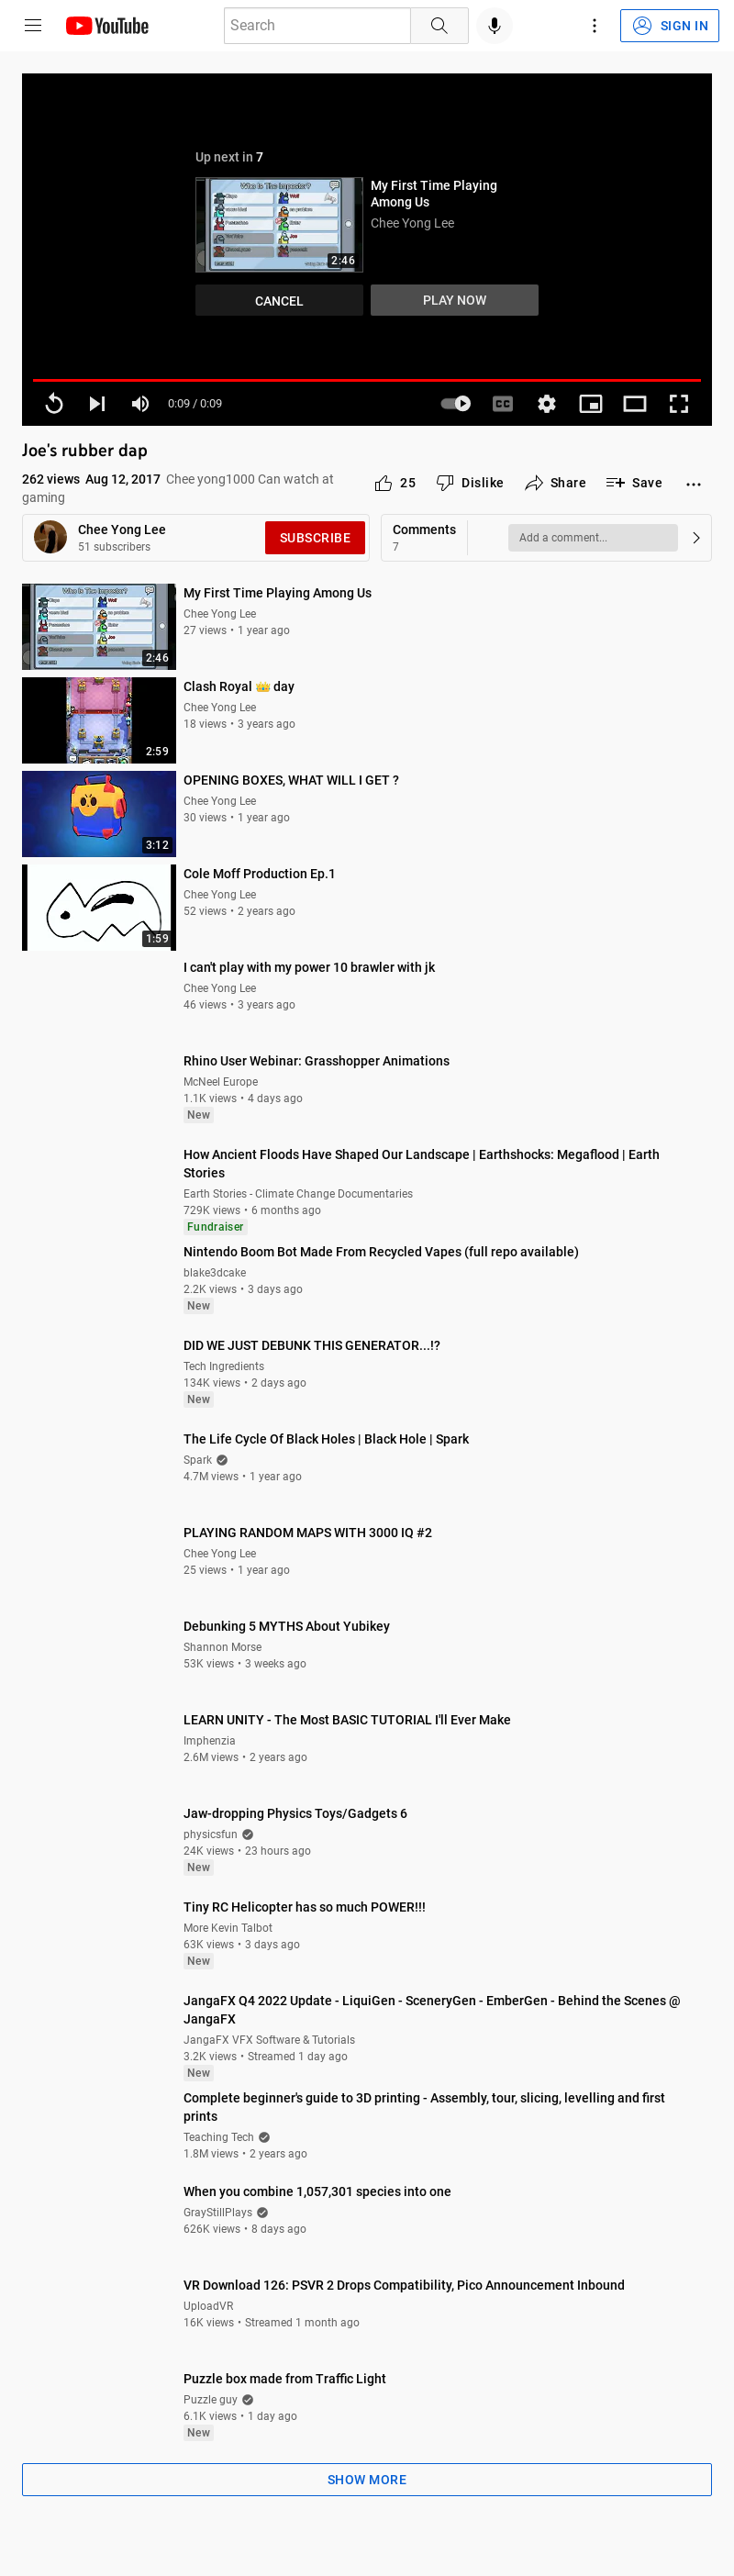 YouTube
Search
SIGN IN
Up next in 7
Who Is The Impostor?
2:46
My First Time Playing
Among Us
Chee Yong Lee
CANCEL
PLAY NOW
0:09 / 0:09
CC
Joe's rubber dap
262 views Aug 12, 2017 Chee yong1000 Can watch at
gaming
25
Dislike
Share
Save
Chee Yong Lee
51 subscribers
SUBSCRIBE
Comments
7
Add a comment...
Who Is The Impostor?
2:46
My First Time Playing Among Us
Chee Yong Lee
27 views • 1 year ago
2:59
Clash Royal 👑 day
Chee Yong Lee
18 views • 3 years ago
3:12
OPENING BOXES, WHAT WILL I GET ?
Chee Yong Lee
30 views • 1 year ago
1:59
Cole Moff Production Ep.1
Chee Yong Lee
52 views • 2 years ago
I can't play with my power 10 brawler with jk
Chee Yong Lee
46 views • 3 years ago
Rhino User Webinar: Grasshopper Animations
McNeel Europe
1.1K views • 4 days ago
New
How Ancient Floods Have Shaped Our Landscape | Earthshocks: Megaflood | Earth
Stories
Earth Stories - Climate Change Documentaries
729K views • 6 months ago
Fundraiser
Nintendo Boom Bot Made From Recycled Vapes (full repo available)
blake3dcake
2.2K views • 3 days ago
New
DID WE JUST DEBUNK THIS GENERATOR...!?
Tech Ingredients
134K views • 2 days ago
New
The Life Cycle Of Black Holes | Black Hole | Spark
Spark
4.7M views • 1 year ago
PLAYING RANDOM MAPS WITH 3000 IQ #2
Chee Yong Lee
25 views • 1 year ago
Debunking 5 MYTHS About Yubikey
Shannon Morse
53K views • 3 weeks ago
LEARN UNITY - The Most BASIC TUTORIAL I'll Ever Make
Imphenzia
2.6M views • 2 years ago
Jaw-dropping Physics Toys/Gadgets 6
physicsfun
24K views • 23 hours ago
New
Tiny RC Helicopter has so much POWER!!!
More Kevin Talbot
63K views • 3 days ago
New
JangaFX Q4 2022 Update - LiquiGen - SceneryGen - EmberGen - Behind the Scenes @
JangaFX
JangaFX VFX Software & Tutorials
3.2K views • Streamed 1 day ago
New
Complete beginner's guide to 3D printing - Assembly, tour, slicing, levelling and first
prints
Teaching Tech
1.8M views • 2 years ago
When you combine 1,057,301 species into one
GrayStillPlays
626K views • 8 days ago
VR Download 126: PSVR 2 Drops Compatibility, Pico Announcement Inbound
UploadVR
16K views • Streamed 1 month ago
Puzzle box made from Traffic Light
Puzzle guy
6.1K views • 1 day ago
New
SHOW MORE